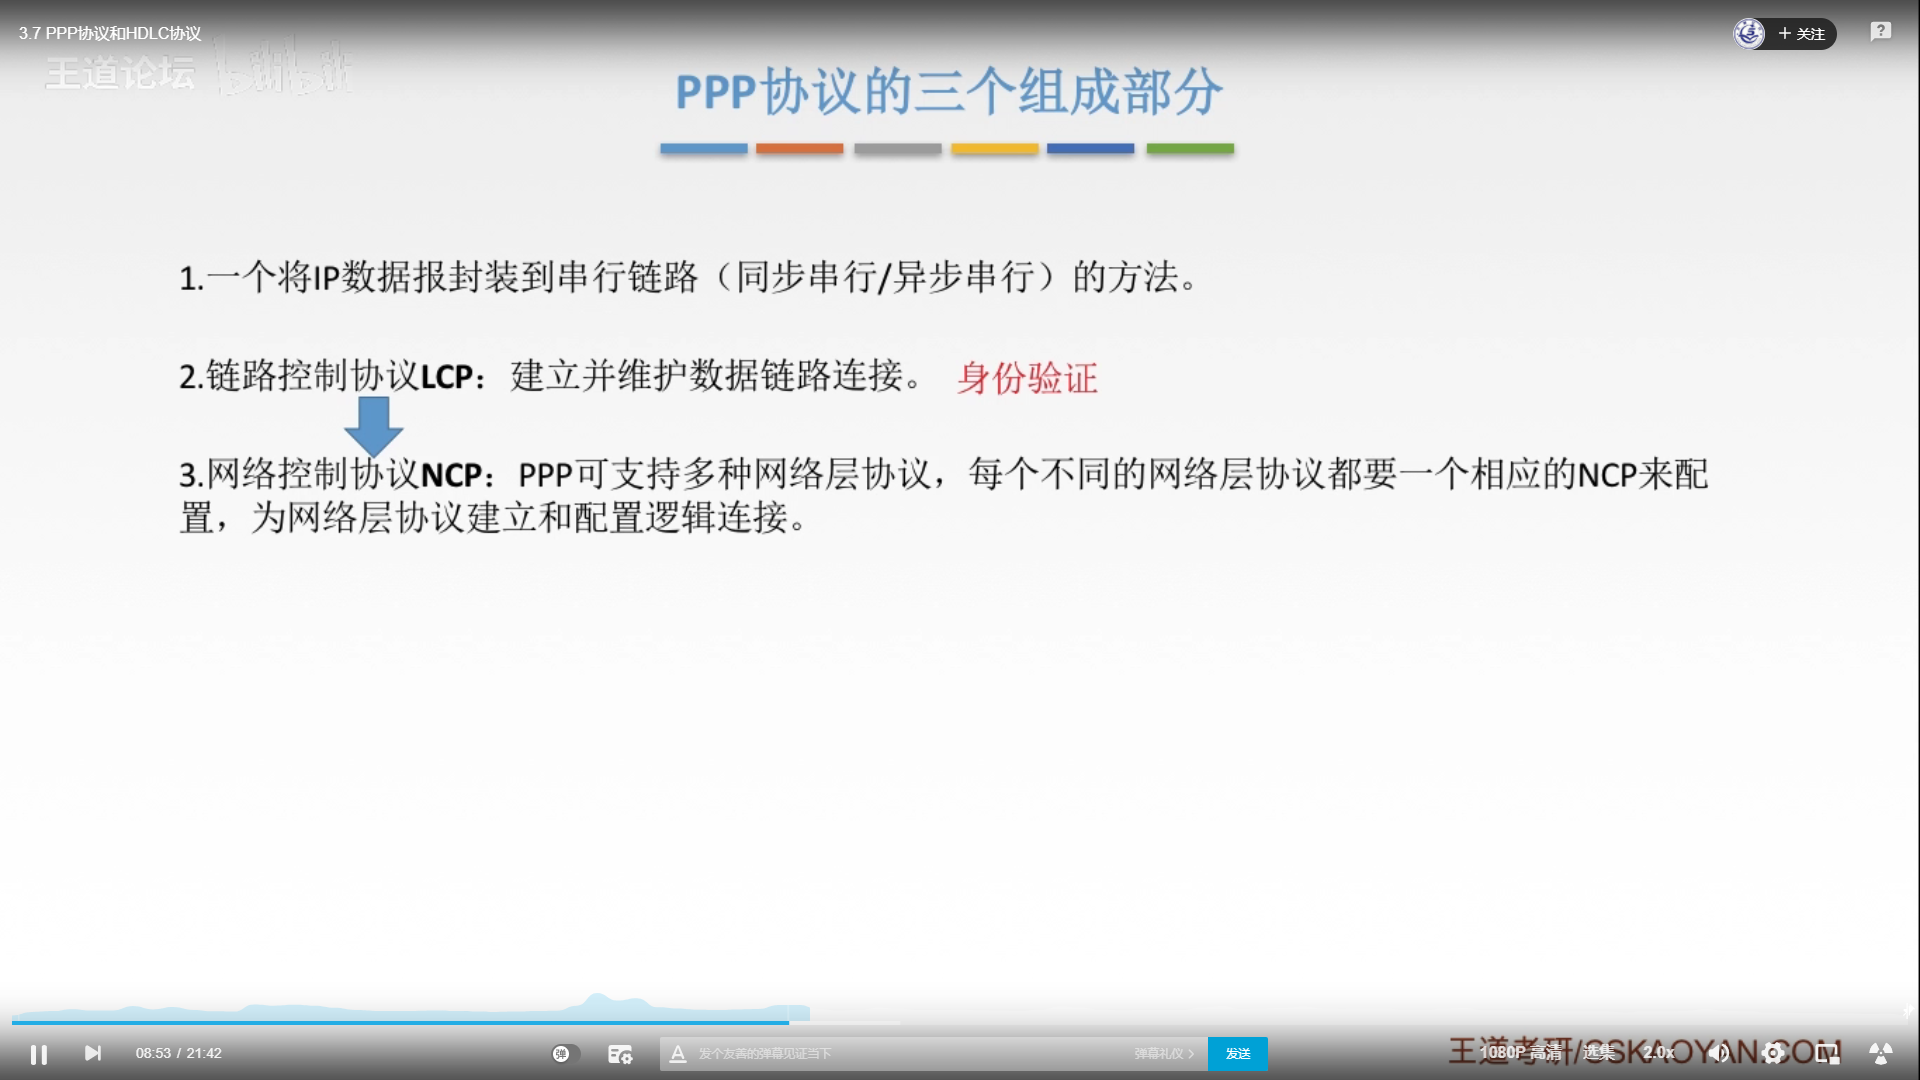 3.7 PPP协议和HDLC协议
+ 关注
王道论坛 bilibili
PPP协议的三个组成部分
1.一个将IP数据报封装到串行链路（同步串行/异步串行）的方法。
2.链路控制协议LCP：建立并维护数据链路连接。 身份验证
3.网络控制协议NCP：PPP可支持多种网络层协议，每个不同的网络层协议都要一个相应的NCP来配
置，为网络层协议建立和配置逻辑连接。
08:53 / 21:42
弹
发个友善的弹幕见证当下
弹幕礼仪 >
发送
王道考研/CSKAOYAN.COM
1080P 高清
选集
2.0x